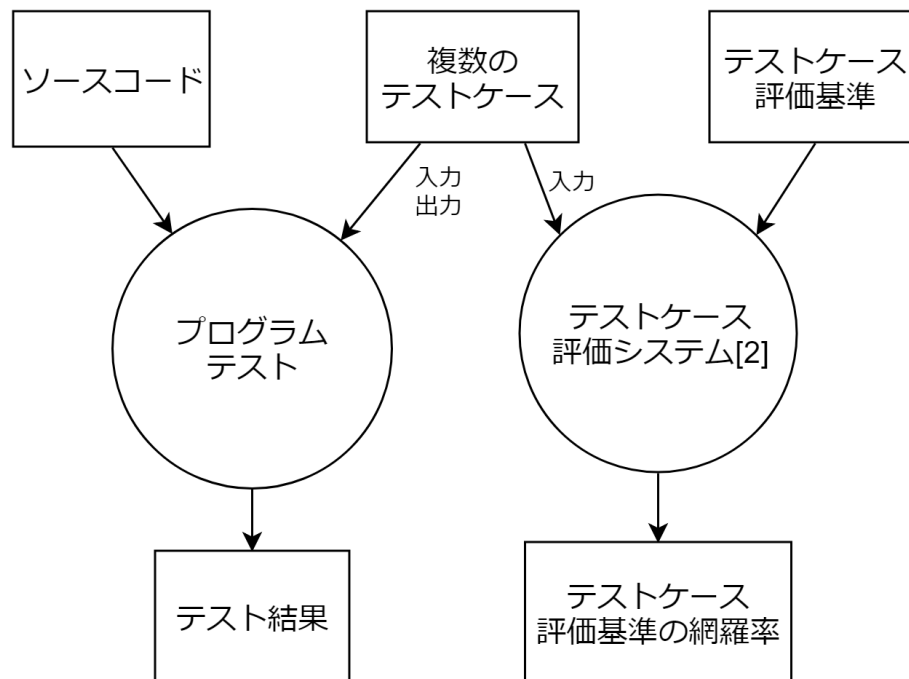 ソースコード
複数の
テストケース
テストケース
評価基準
入力
出力
入力
プログラム
テスト
テストケース
評価システム[2]
テスト結果
テストケース
評価基準の網羅率